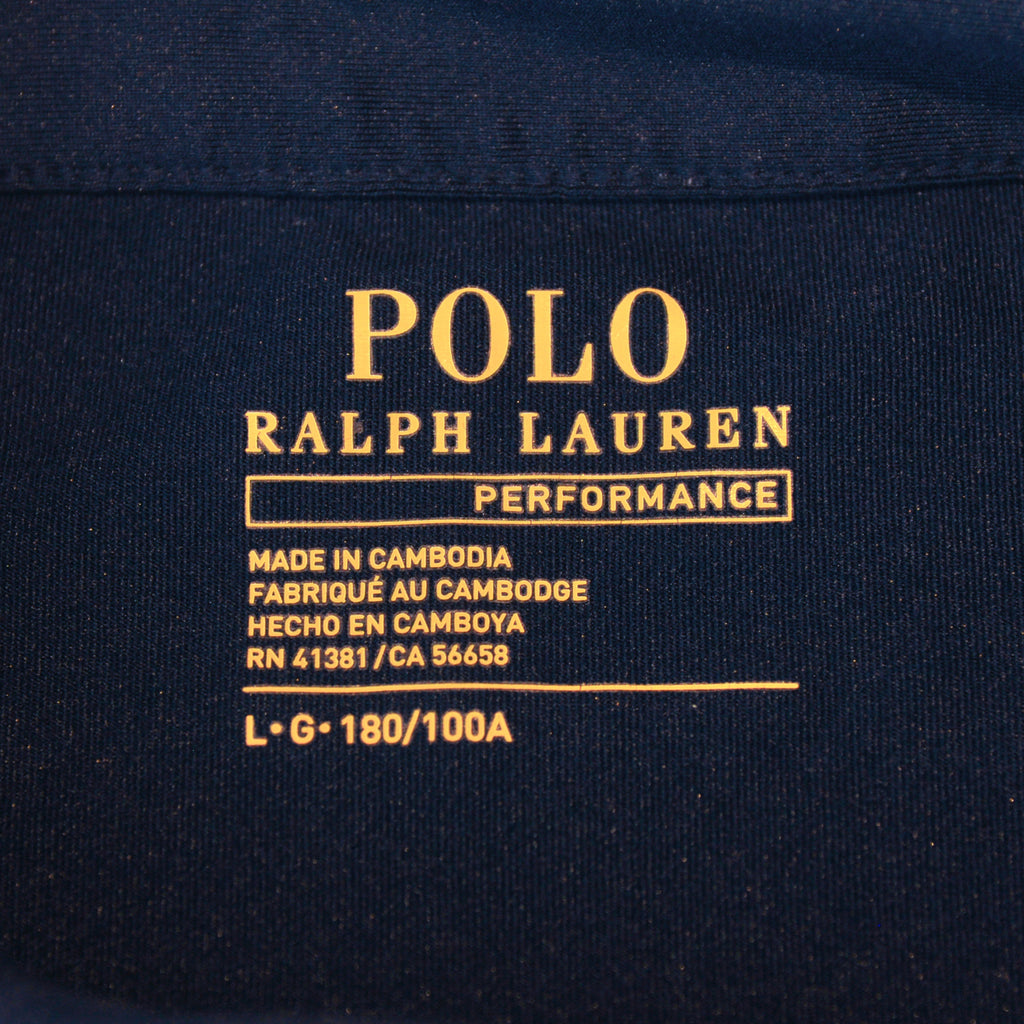 POLO
RALPH LAUREN
PERFORMANCE
MADE IN CAMBODIA
FABRIQUÉ AU CAMBODGE
HECHO EN CAMBOYA
RN 41381/CA 56658
L•G•180/100A